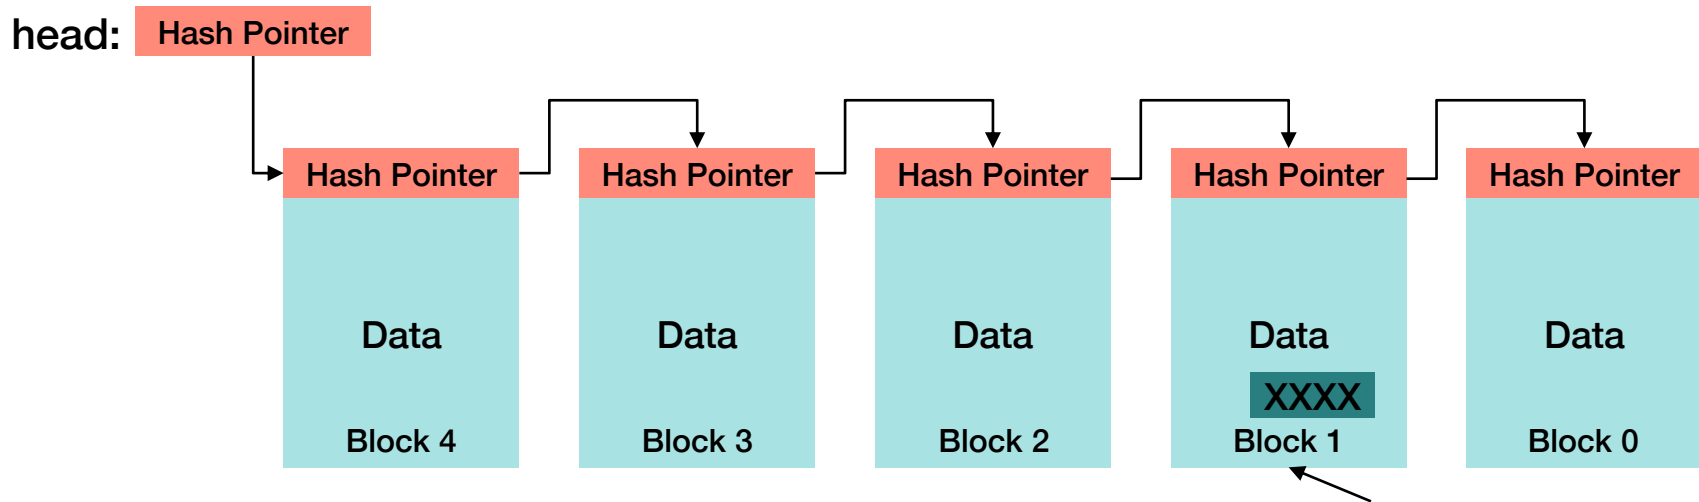 head: Hash Pointer
Hash Pointer Hash Pointer Hash Pointer Hash Pointer Hash Pointer
Data Data Data Data Data
XXXX
Block 4 Block 3 Block 2 Block 1 Block 0